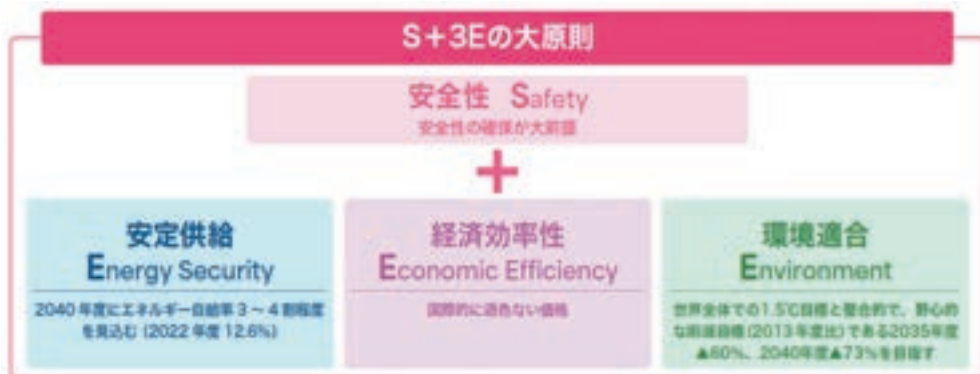 S+3Eの大原則
安全性 Safety
安全性の確保が大前提
+
安定供給
Energy Security
2040年度にエネルギー自給率3～4割程度
を見込む（2022年度 12.6%）
経済効率性
Economic Efficiency
国際的に遜色ない価格
環境適合
Environment
世界全体での1.5℃目標と整合的で、野心的
な削減目標（2013年度比）である2035年度
▲60%、2040年度▲73%を目指す